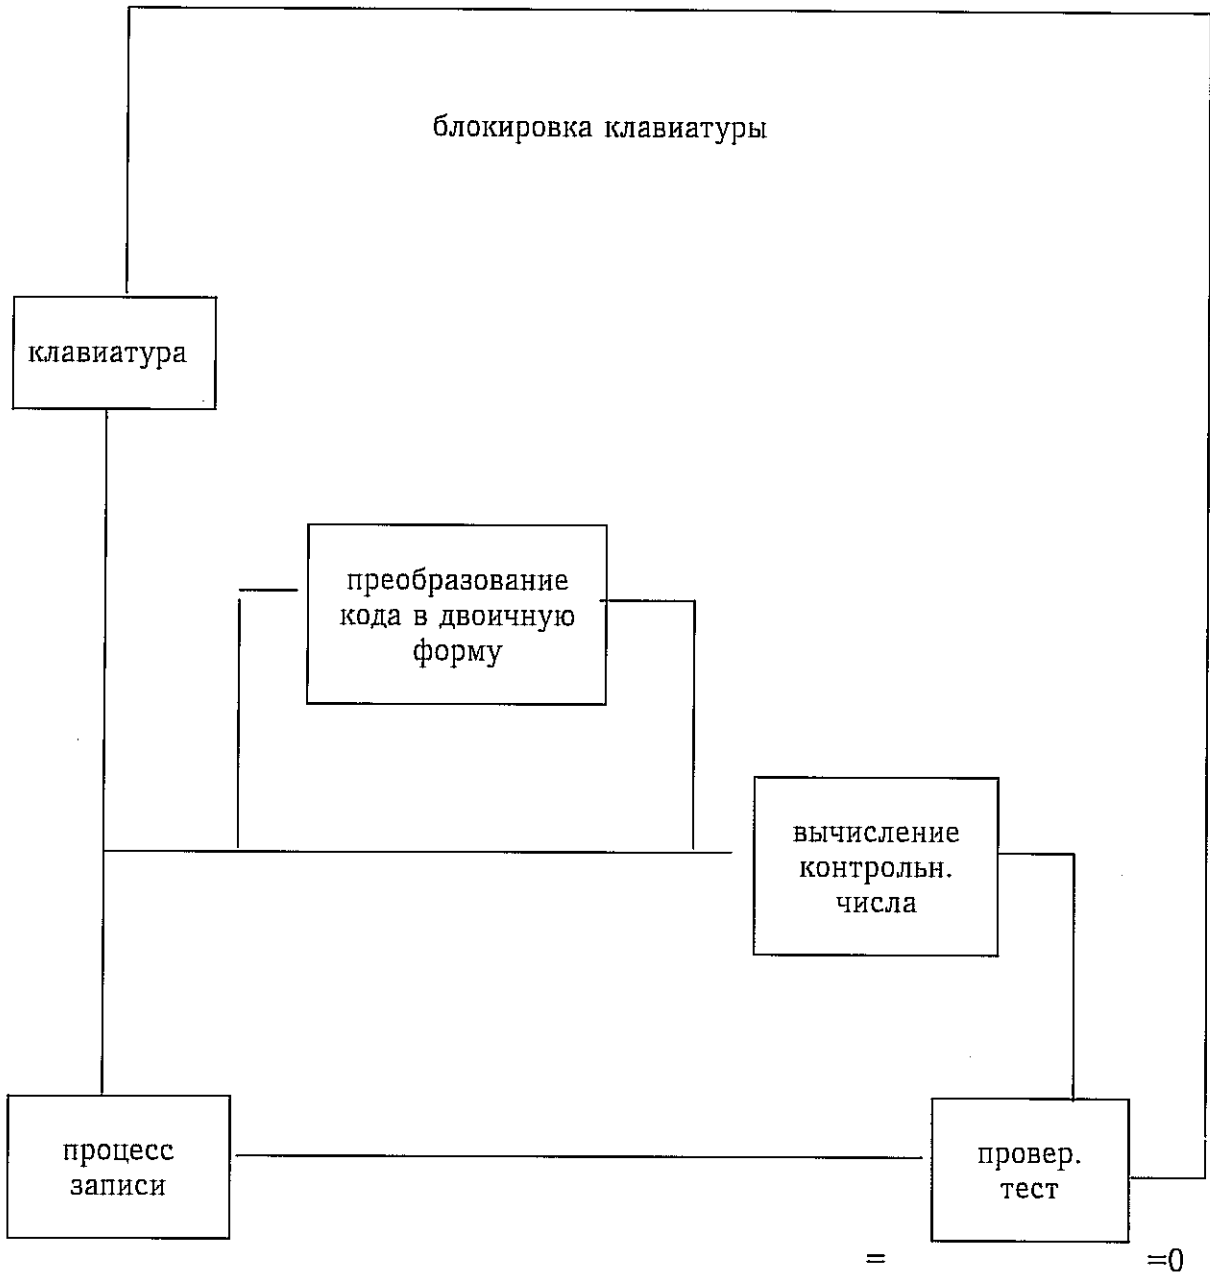 блокировка клавиатуры
клавиатура
преобразование
кода в двоичную
форму
вычисление
контрольн.
числа
процесс
записи
провер.
тест
=
=0